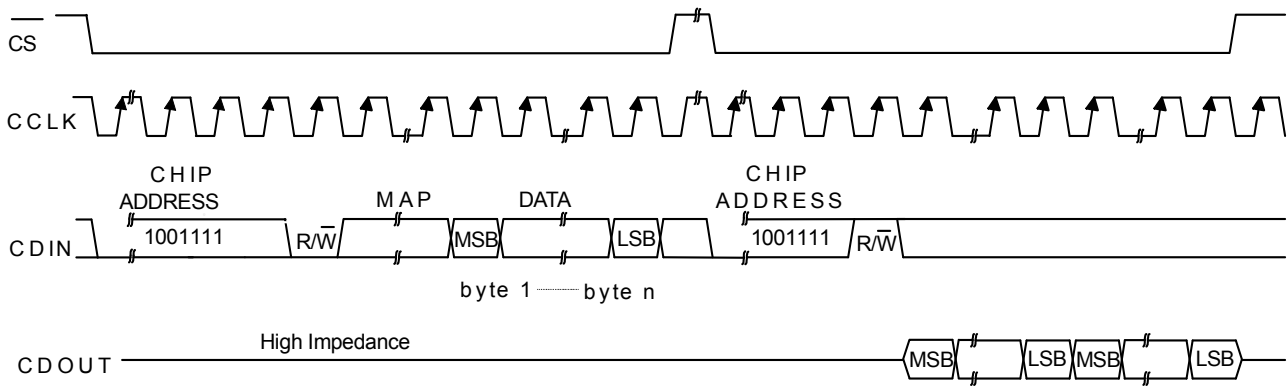 CS
CCLK
CHIP
ADDRESS
MAP
DATA
CHIP
ADDRESS
CDIN
1001111
R/W
MSB
LSB
1001111
R/W
byte 1 byte n
High Impedance
CDOUT
MSB
LSB
MSB
LSB